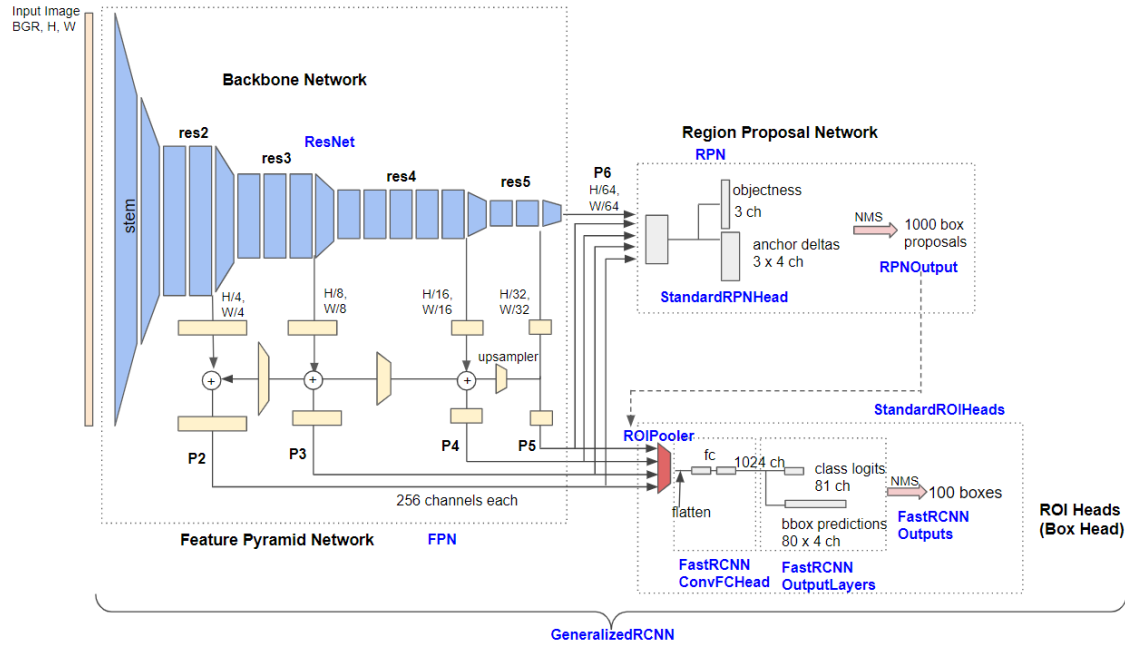 Input Image
BGR, H, W
Backbone Network
ResNet
stem
res2
res3
res4
res5
H/4,
W/4
H/8,
W/8
H/16,
W/16
H/32,
W/32
upsampler
+
+
+
P2
P3
P4
P5
256 channels each
Feature Pyramid Network
FPN
P6
H/64,
W/64
Region Proposal Network
RPN
objectness
3 ch
anchor deltas
3 x 4 ch
StandardRPNHead
NMS
1000 box
proposals
RPNOutput
StandardROIHeads
ROIPooler
flatten
fc
1024 ch
class logits
81 ch
bbox predictions
80 x 4 ch
NMS
100 boxes
FastRCNN
Outputs
FastRCNN
ConvFCHead
FastRCNN
OutputLayers
ROI Heads
(Box Head)
GeneralizedRCNN